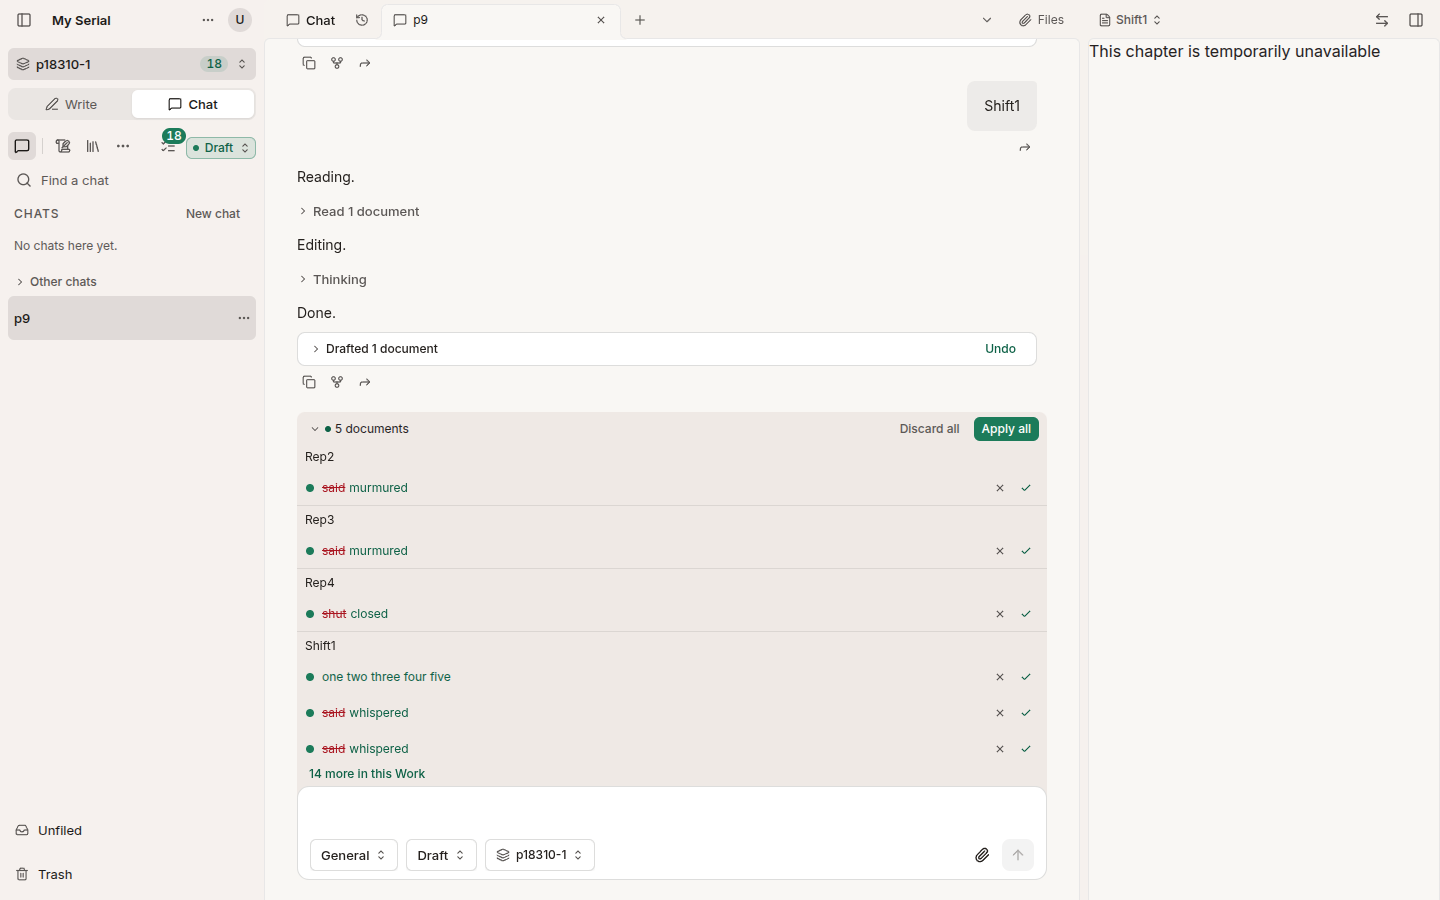 My Serial
U
p18310-1
18
Write
Chat
18
Draft
Find a chat
CHATS
New chat
No chats here yet.
Other chats
p9
Unfiled
Trash
Chat
p9
Files
Shift1
Shift1
Reading.
Read 1 document
Editing.
Thinking
Done.
Drafted 1 document
Undo
5 documents
Discard all
Apply all
Rep2
said murmured
Rep3
said murmured
Rep4
shut closed
Shift1
one two three four five
said whispered
said whispered
14 more in this Work
General
Draft
p18310-1
This chapter is temporarily unavailable